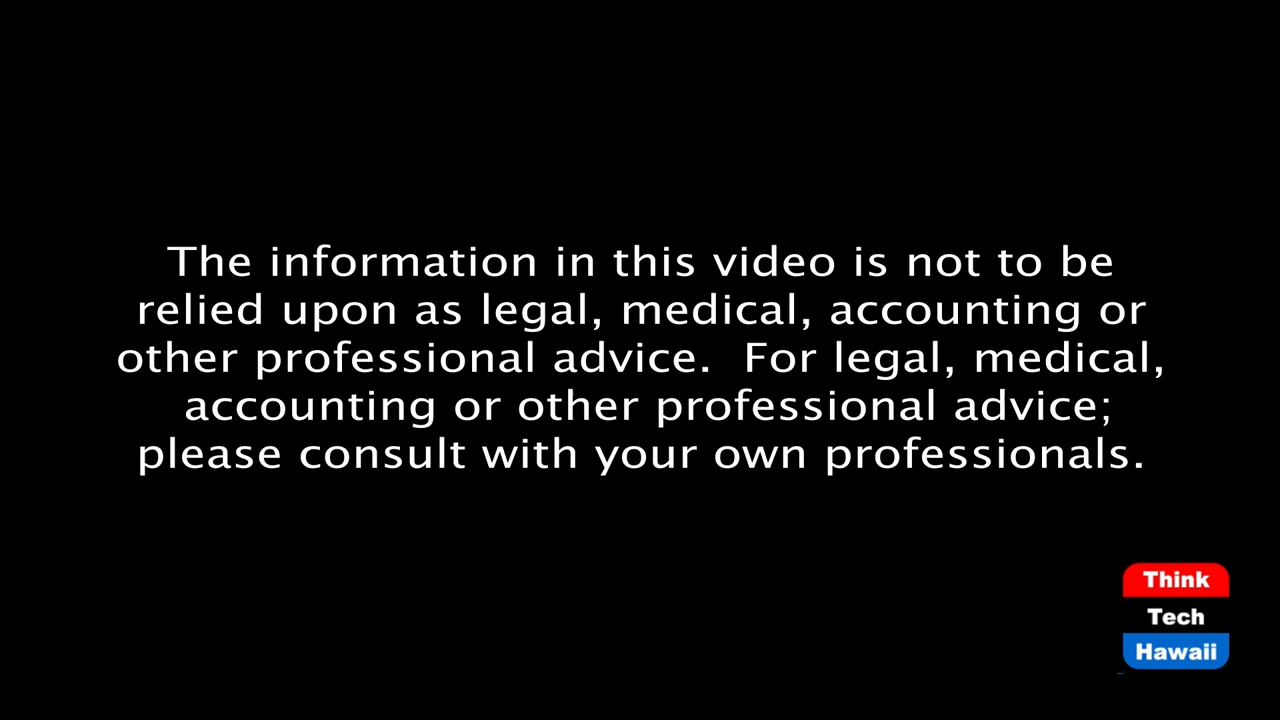 The information in this video is not to be
relied upon as legal, medical, accounting or
other professional advice.  For legal, medical,
accounting or other professional advice;
please consult with your own professionals.
Think
Tech
Hawaii